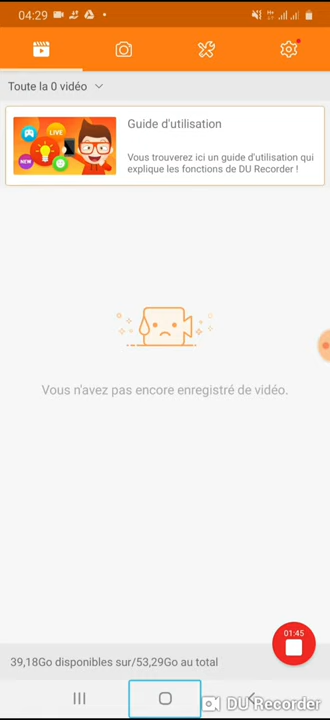 04:29
Toute la 0 vidéo
Guide d'utilisation
LIVE
NEW
Vous trouverez ici un guide d'utilisation qui
explique les fonctions de DU Recorder !
Vous n'avez pas encore enregistré de vidéo.
01:45
39,18Go disponibles sur/53,29Go au total
DU Recorder